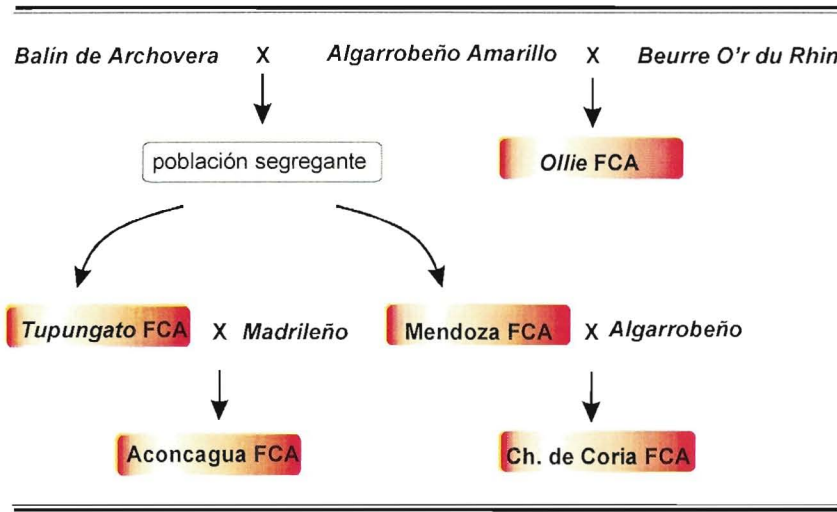 Balín de Archovera X Algarrobeño Amarillo X Beurre O'r du Rhin
población segregante
Ollie FCA
Tupungato FCA X Madrileño
Mendoza FCA X Algarrobeño
Aconcagua FCA
Ch. de Coria FCA